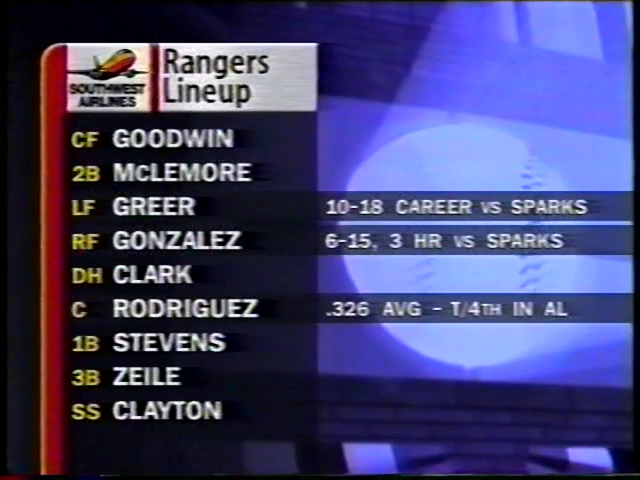 SOUTHWEST
AIRLINES
Rangers
Lineup
CF GOODWIN
2B McLEMORE
LF GREER 10-18 CAREER VS SPARKS
RF GONZALEZ 6-15, 3 HR VS SPARKS
DH CLARK
C RODRIGUEZ .326 AVG - T/4TH IN AL
1B STEVENS
3B ZEILE
SS CLAYTON